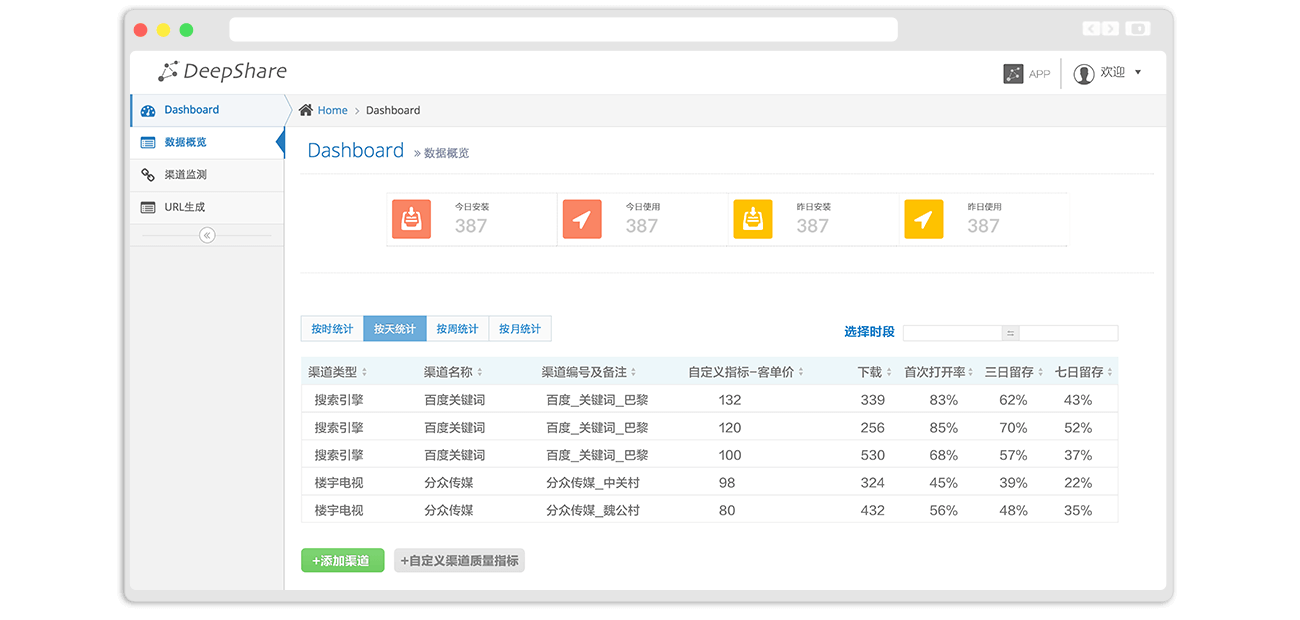 DeepShare
APP 欢迎
Dashboard
数据概览
渠道监测
URL生成
Home > Dashboard
Dashboard » 数据概览
今日安装 今日使用 昨日安装 昨日使用
387 387 387 387
按时统计 按天统计 按周统计 按月统计
选择时段
渠道类型 渠道名称 渠道编号及备注 自定义指标-客单价 下载 首次打开率 三日留存 七日留存
搜索引擎 百度关键词 百度_关键词_巴黎 132 339 83% 62% 43%
搜索引擎 百度关键词 百度_关键词_巴黎 120 256 85% 70% 52%
搜索引擎 百度关键词 百度_关键词_巴黎 100 530 68% 57% 37%
楼宇电视 分众传媒 分众传媒_中关村 98 324 45% 39% 22%
楼宇电视 分众传媒 分众传媒_魏公村 80 432 56% 48% 35%
+添加渠道 +自定义渠道质量指标